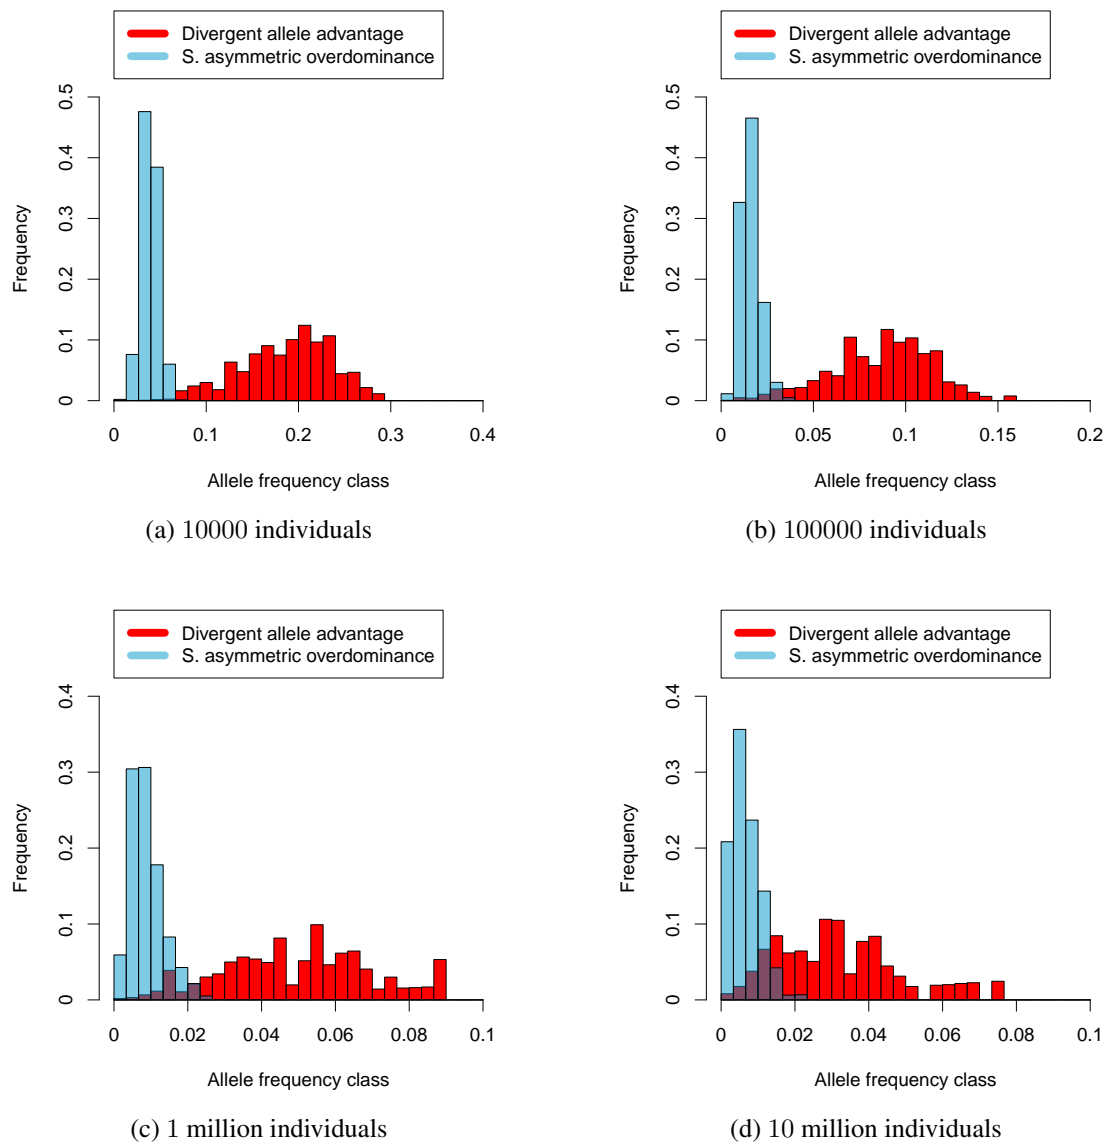 Divergent allele advantage
S. asymmetric overdominance
0.5
0.4
0.3
0.2
0.1
0
Frequency
0 0.1 0.2 0.3 0.4
Allele frequency class
(a) 10000 individuals
Divergent allele advantage
S. asymmetric overdominance
0.5
0.4
0.3
0.2
0.1
0
Frequency
0 0.05 0.1 0.15 0.2
Allele frequency class
(b) 100000 individuals
Divergent allele advantage
S. asymmetric overdominance
0.4
0.3
0.2
0.1
0
Frequency
0 0.02 0.04 0.06 0.08 0.1
Allele frequency class
(c) 1 million individuals
Divergent allele advantage
S. asymmetric overdominance
0.4
0.3
0.2
0.1
0
Frequency
0 0.02 0.04 0.06 0.08 0.1
Allele frequency class
(d) 10 million individuals